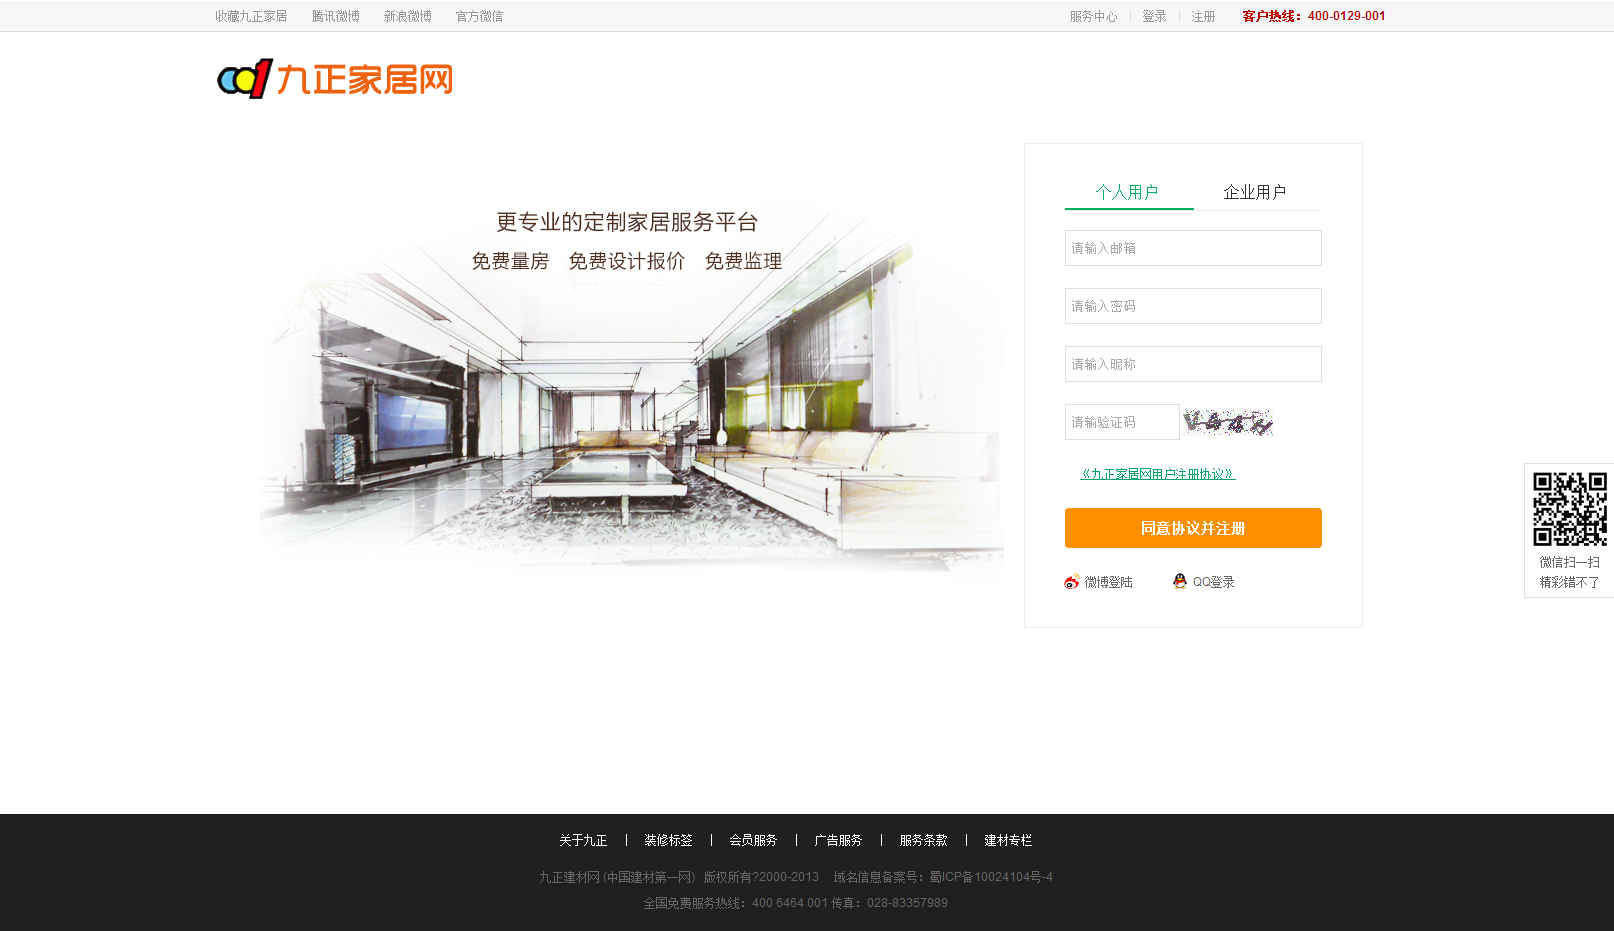 收藏九正家居 腾讯微博 新浪微博 官方微信 服务中心 | 登录 | 注册 客户热线：400-0129-001
九正家居网
更专业的定制家居服务平台
免费量房 免费设计报价 免费监理
个人用户 企业用户
请输入邮箱
请输入密码
请输入昵称
请输验证码
《九正家居网用户注册协议》
同意协议并注册
微博登陆 QQ登录
微信扫一扫
精彩错不了
关于九正 | 装修标签 | 会员服务 | 广告服务 | 服务条款 | 建材专栏
九正建材网 (中国建材第一网) 版权所有?2000-2013 域名信息备案号：蜀ICP备10024104号-4
全国免费服务热线：400 6464 001 传真：028-83357989